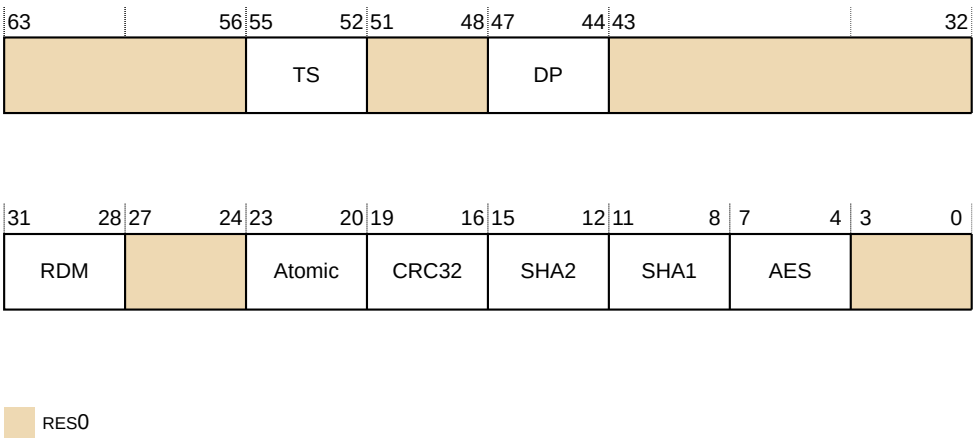 63 56 55 52 51 48 47 44 43 32
TS DP
31 28 27 24 23 20 19 16 15 12 11 8 7 4 3 0
RDM Atomic CRC32 SHA2 SHA1 AES
RES0